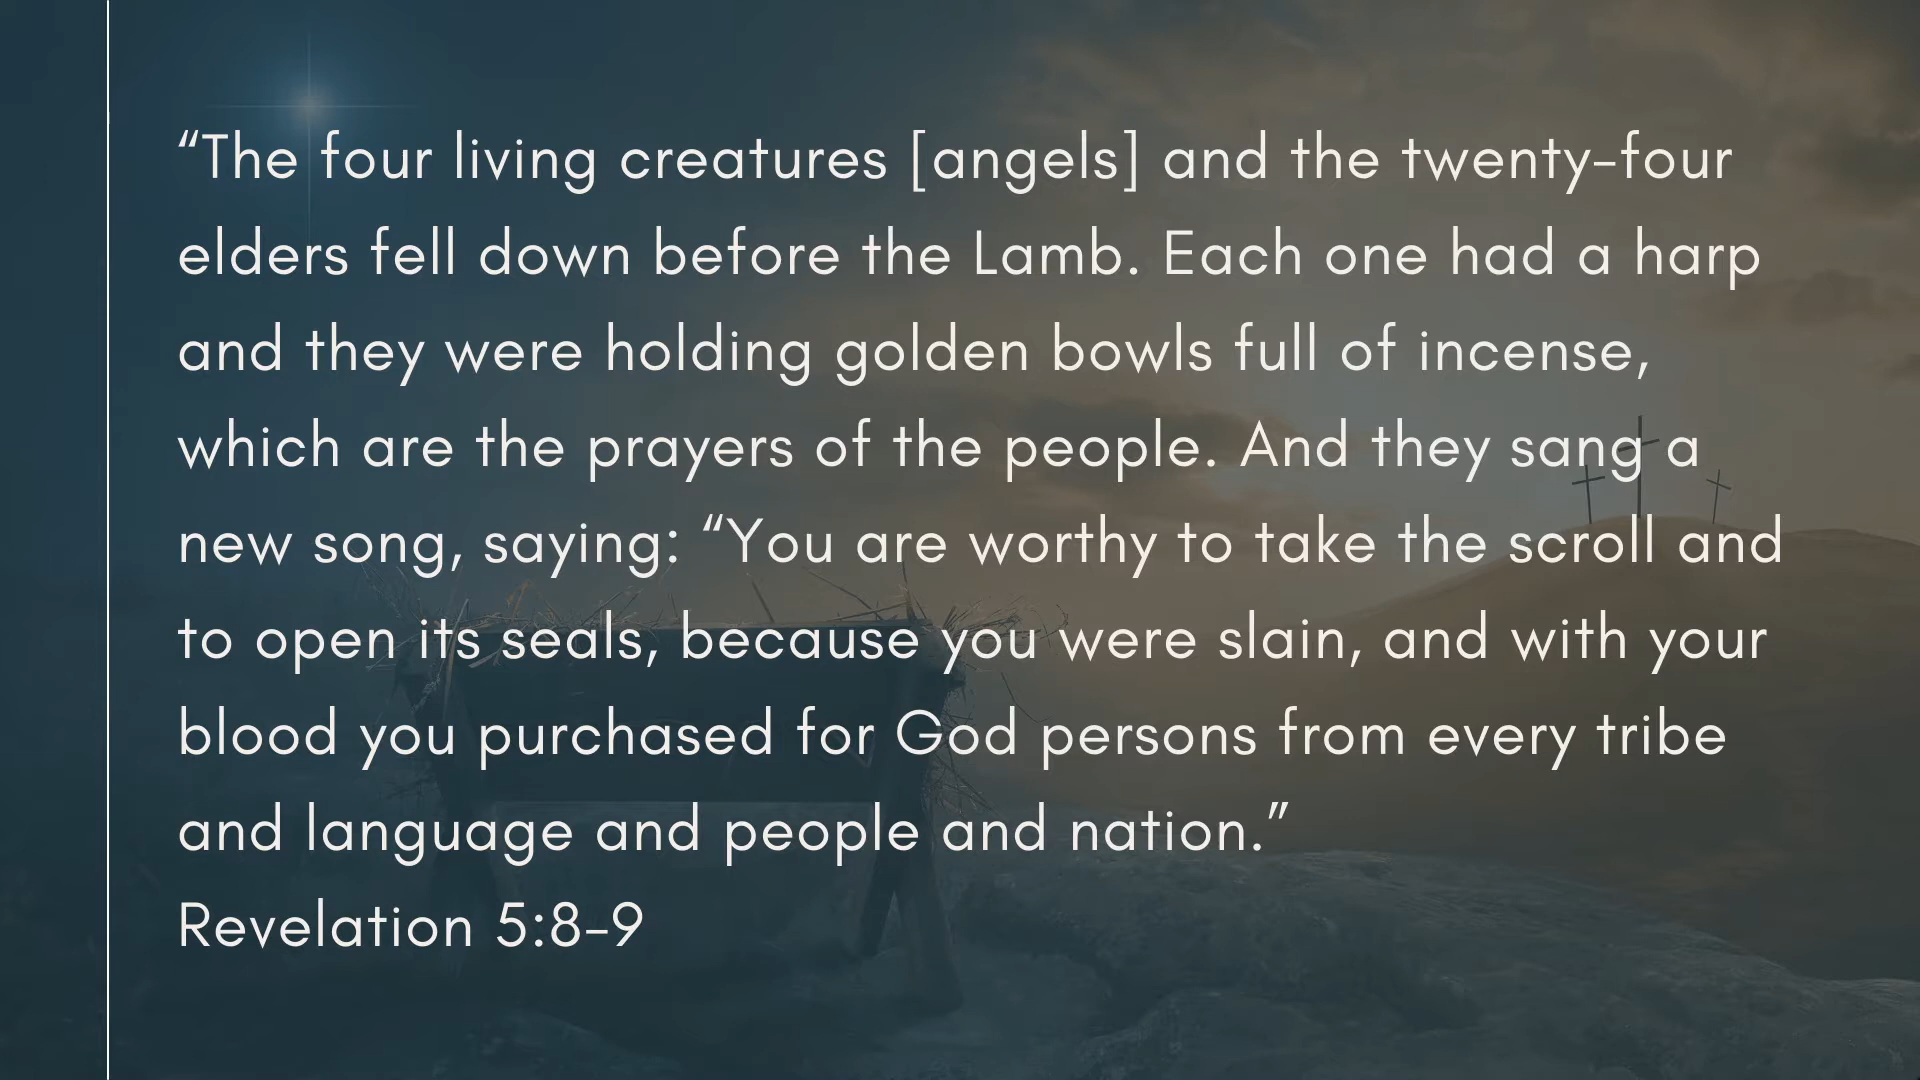 “The four living creatures [angels] and the twenty-four
elders fell down before the Lamb. Each one had a harp
and they were holding golden bowls full of incense,
which are the prayers of the people. And they sang a
new song, saying: “You are worthy to take the scroll and
to open its seals, because you were slain, and with your
blood you purchased for God persons from every tribe
and language and people and nation.”
Revelation 5:8-9